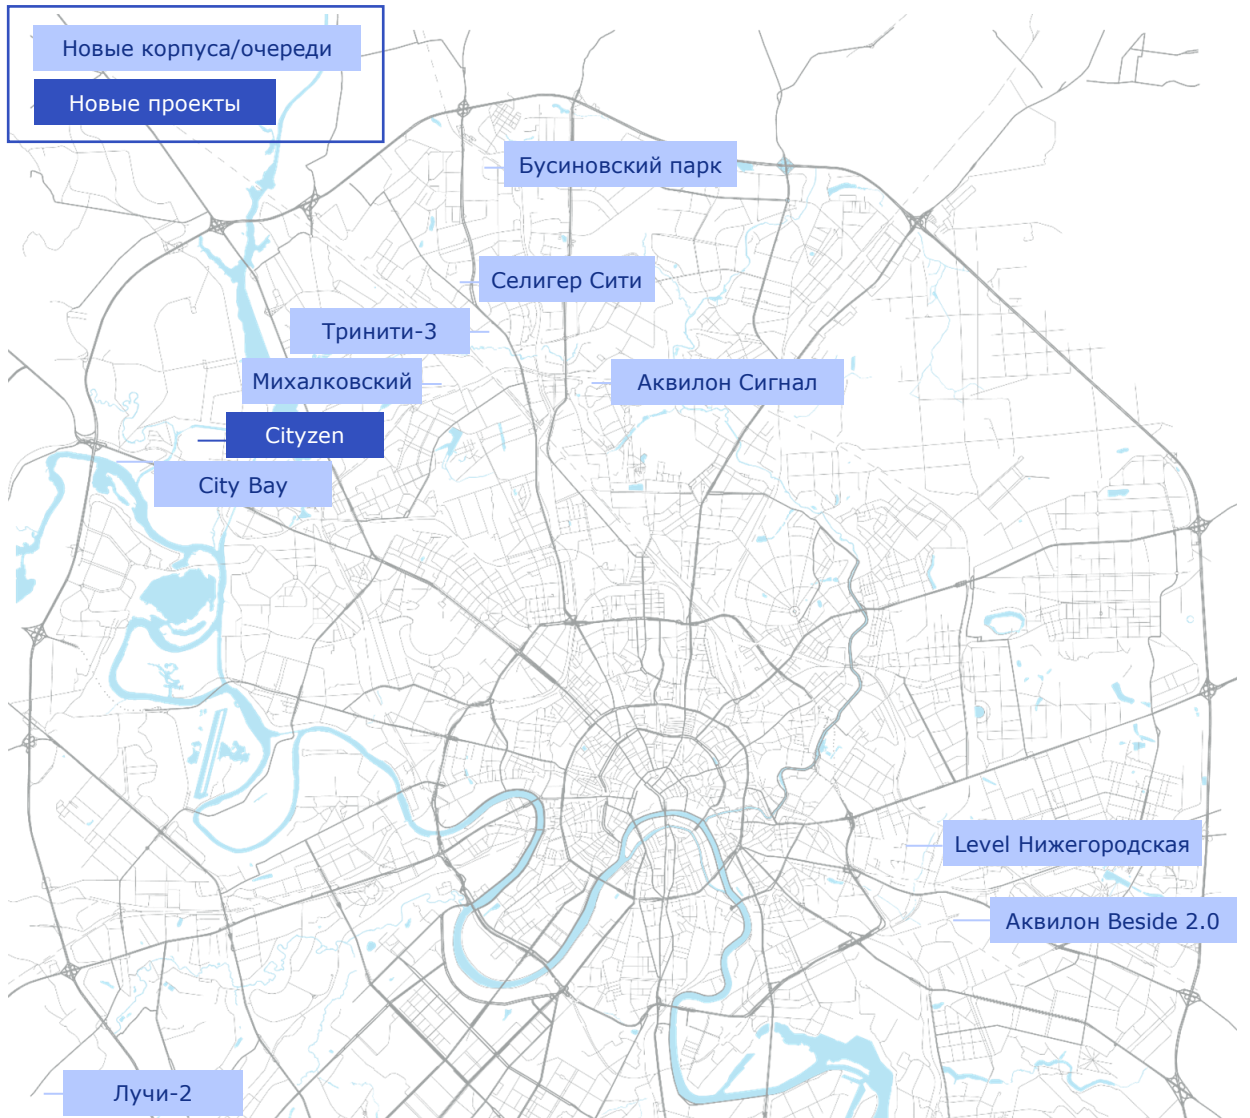 Новые корпуса/очереди
Новые проекты
Бусиновский парк
Селигер Сити
Тринити-3
Михалковский
Аквилон Сигнал
Cityzen
City Bay
Level Нижегородская
Аквилон Beside 2.0
Лучи-2